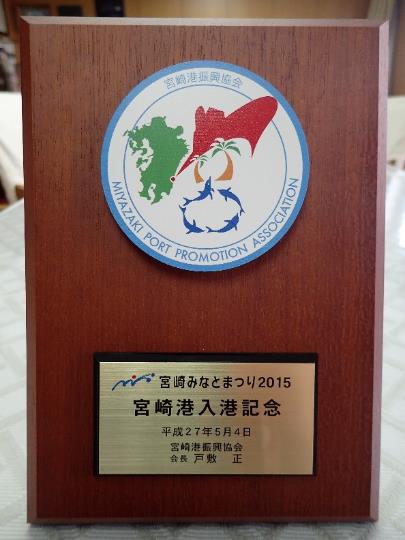 宮崎港振興協会
MIYAZAKI PORT PROMOTION ASSOCIATION
宮崎みなとまつり2015
宮崎港入港記念
平成27年5月4日
宮崎港振興協会
会長 戸敷 正